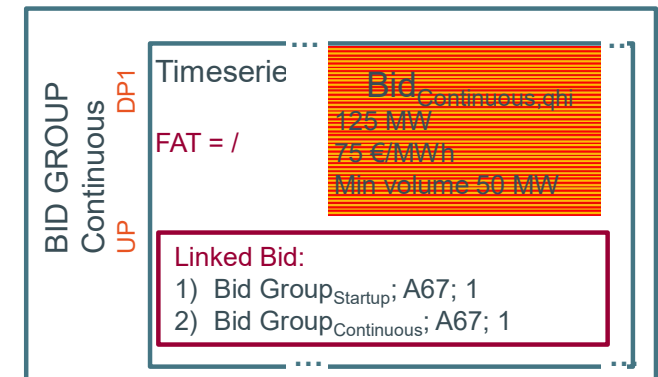 BID GROUP
Continuous
UP DP1
...
...
Timeserie
FAT = /
Bid Continuous,qhi
125 MW
75 €/MWh
Min volume 50 MW
Linked Bid:
1) Bid Group Startup; A67; 1
2) Bid Group Continuous; A67; 1
...
...